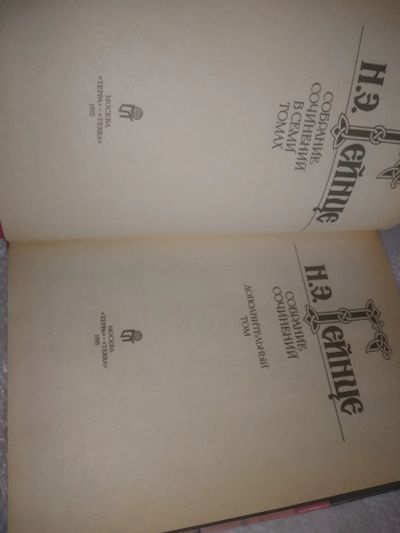 Н.Э. Гейнце
СОБРАНИЕ
СОЧИНЕНИЙ
В СЕМИ
ТОМАХ
МОСКВА
«ТЕРРА»–«TERRA»
1995
Н.Э. Гейнце
СОБРАНИЕ
СОЧИНЕНИЙ
ДОПОЛНИТЕЛЬНЫЙ
ТОМ
МОСКВА
«ТЕРРА»–«TERRA»
1995